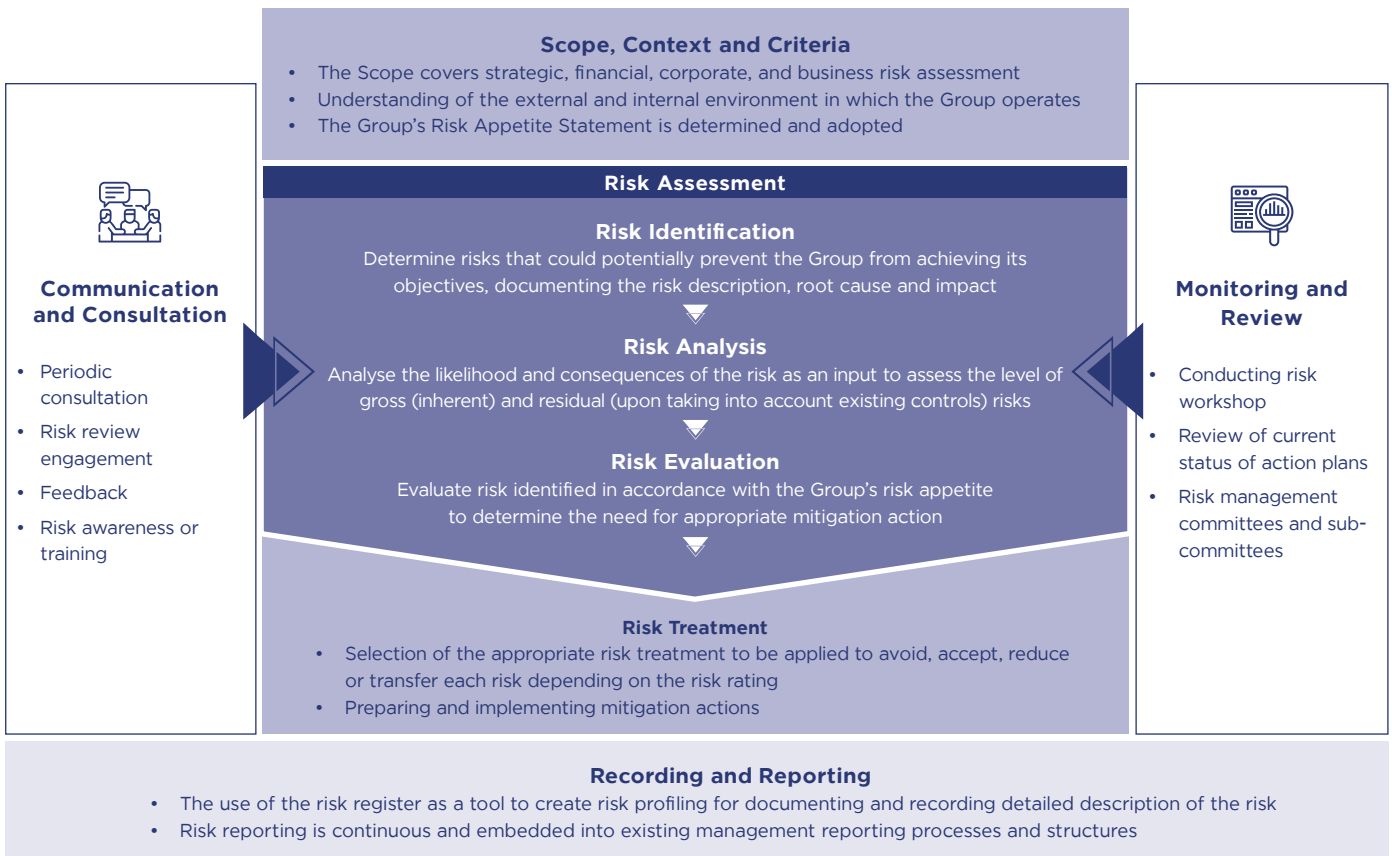 Scope, Context and Criteria
• The Scope covers strategic, financial, corporate, and business risk assessment
• Understanding of the external and internal environment in which the Group operates
• The Group's Risk Appetite Statement is determined and adopted
Communication
and Consultation
• Periodic
consultation
• Risk review
engagement
• Feedback
• Risk awareness or
training
Risk Assessment
Risk Identification
Determine risks that could potentially prevent the Group from achieving its
objectives, documenting the risk description, root cause and impact
Risk Analysis
Analyse the likelihood and consequences of the risk as an input to assess the level of
gross (inherent) and residual (upon taking into account existing controls) risks
Risk Evaluation
Evaluate risk identified in accordance with the Group's risk appetite
to determine the need for appropriate mitigation action
Risk Treatment
• Selection of the appropriate risk treatment to be applied to avoid, accept, reduce
or transfer each risk depending on the risk rating
• Preparing and implementing mitigation actions
Monitoring and
Review
• Conducting risk
workshop
• Review of current
status of action plans
• Risk management
committees and sub-
committees
Recording and Reporting
• The use of the risk register as a tool to create risk profiling for documenting and recording detailed description of the risk
• Risk reporting is continuous and embedded into existing management reporting processes and structures